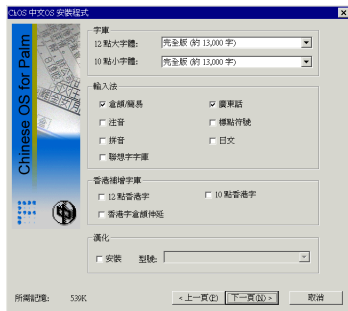 ChOS 中文OS 安裝程式
Chinese OS for Palm
字庫
12 點大字體: 完全版 (約 13,000 字)
10 點小字體: 完全版 (約 13,000 字)
輸入法
倉頡/簡易 廣東話
注音 標點符號
拼音 日文
聯想字字庫
香港補增字庫
12 點香港字 10 點香港字
香港字倉頡伸延
漢化
安裝 型號:
所需記憶: 539K
< 上一頁(P) 下一頁(N) > 取消